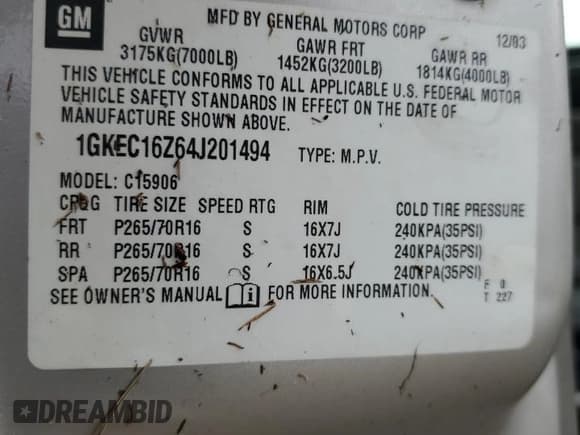 GM
MFD BY GENERAL MOTORS CORP
12/03
GVWR GAWR FRT GAWR RR
3175KG(7000LB) 1452KG(3200LB) 1814KG(4000LB)
THIS VEHICLE CONFORMS TO ALL APPLICABLE U.S. FEDERAL MOTOR
VEHICLE SAFETY STANDARDS IN EFFECT ON THE DATE OF
MANUFACTURE SHOWN ABOVE.
1GKEC16Z64J201494 TYPE: M.P.V.
MODEL: C15906
TIRE SIZE SPEED RTG RIM COLD TIRE PRESSURE
FRT P265/70R16 S 16X7J 240KPA(35PSI)
RR P265/70R16 S 16X7J 240KPA(35PSI)
SPA P265/70R16 S 16X6.5J 240KPA(35PSI)
SEE OWNER'S MANUAL i FOR MORE INFORMATION.
F 0
T 227
DREAMBID